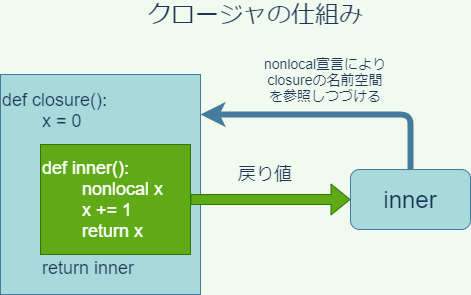 クロージャの仕組み
nonlocal宣言により
closureの名前空間
を参照しつづける
def closure():
x = 0
def inner():
nonlocal x
x += 1
return x
return inner
戻り値
inner